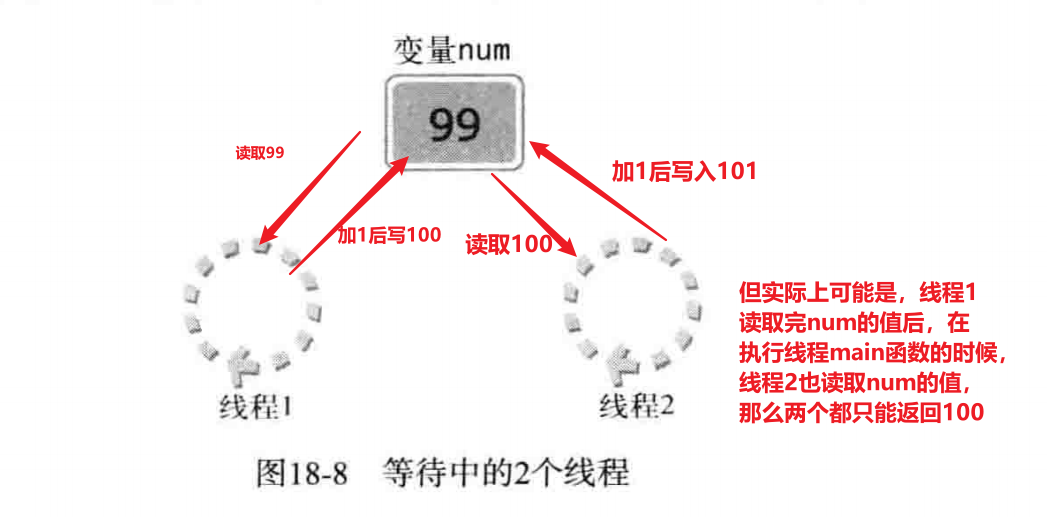 变量num
99
读取99
加1后写入101
加1后写100
读取100
但实际上可能是，线程1
读取完num的值后，在
执行线程main函数的时候，
线程2也读取num的值，
那么两个都只能返回100
线程1
线程2
图18-8 等待中的2个线程